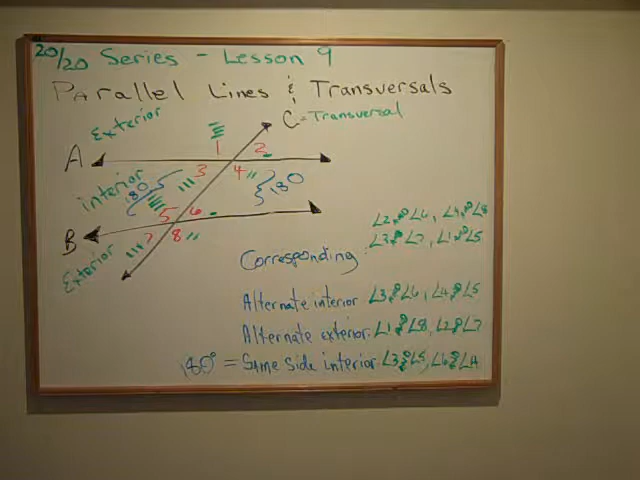 20/20 Series - Lesson 9
Parallel Lines & Transversals
Exterior
C - Transversal
1 2
A
3 4
interior
180
180
5 6
B
7 8
Exterior
∠2 & ∠6, ∠4 & ∠8
∠3 & ∠7, ∠1 & ∠5
Corresponding:
Alternate interior ∠3 & ∠6, ∠4 & ∠5
Alternate exterior: ∠1 & ∠8, ∠2 & ∠7
180° = Same side interior ∠3 & ∠5, ∠6 & ∠4